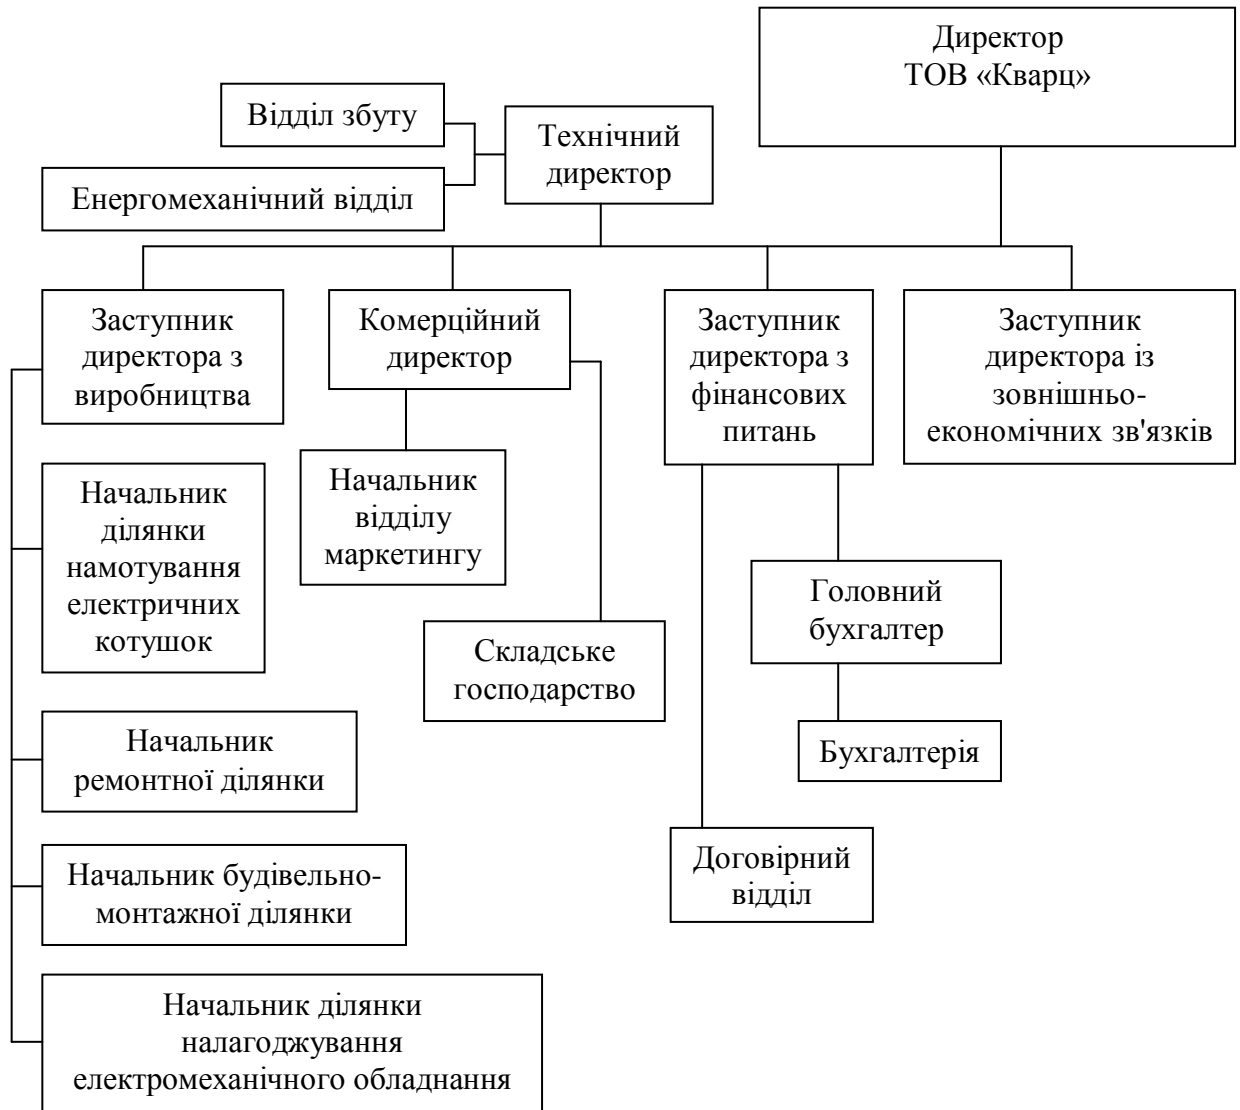 Директор
ТОВ «Кварц»
Відділ збуту
Технічний
директор
Енергомеханічний відділ
Заступник
директора з
виробництва
Комерційний
директор
Заступник
директора з
фінансових
питань
Заступник
директора із
зовнішньо-
економічних зв'язків
Начальник
ділянки
намотування
електричних
котушок
Начальник
відділу
маркетингу
Головний
бухгалтер
Складське
господарство
Начальник
ремонтної ділянки
Бухгалтерія
Начальник будівельно-
монтажної ділянки
Договірний
відділ
Начальник ділянки
налагоджування
електромеханічного обладнання